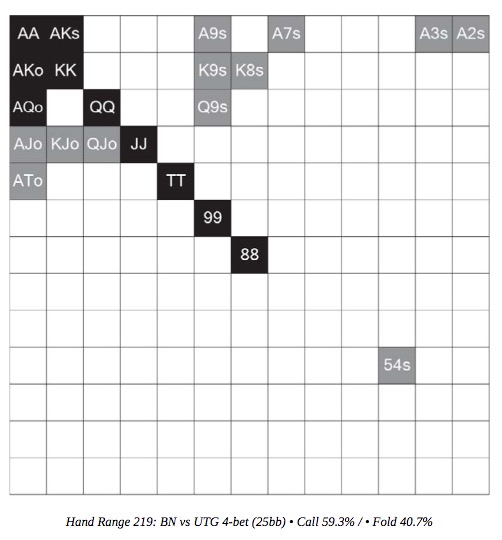 AA AKs A9s A7s A3s A2s
AKo KK K9s K8s
AQo QQ Q9s
AJo KJo QJo JJ
ATo TT
99
88
54s
Hand Range 219: BN vs UTG 4-bet (25bb) • Call 59.3% / • Fold 40.7%